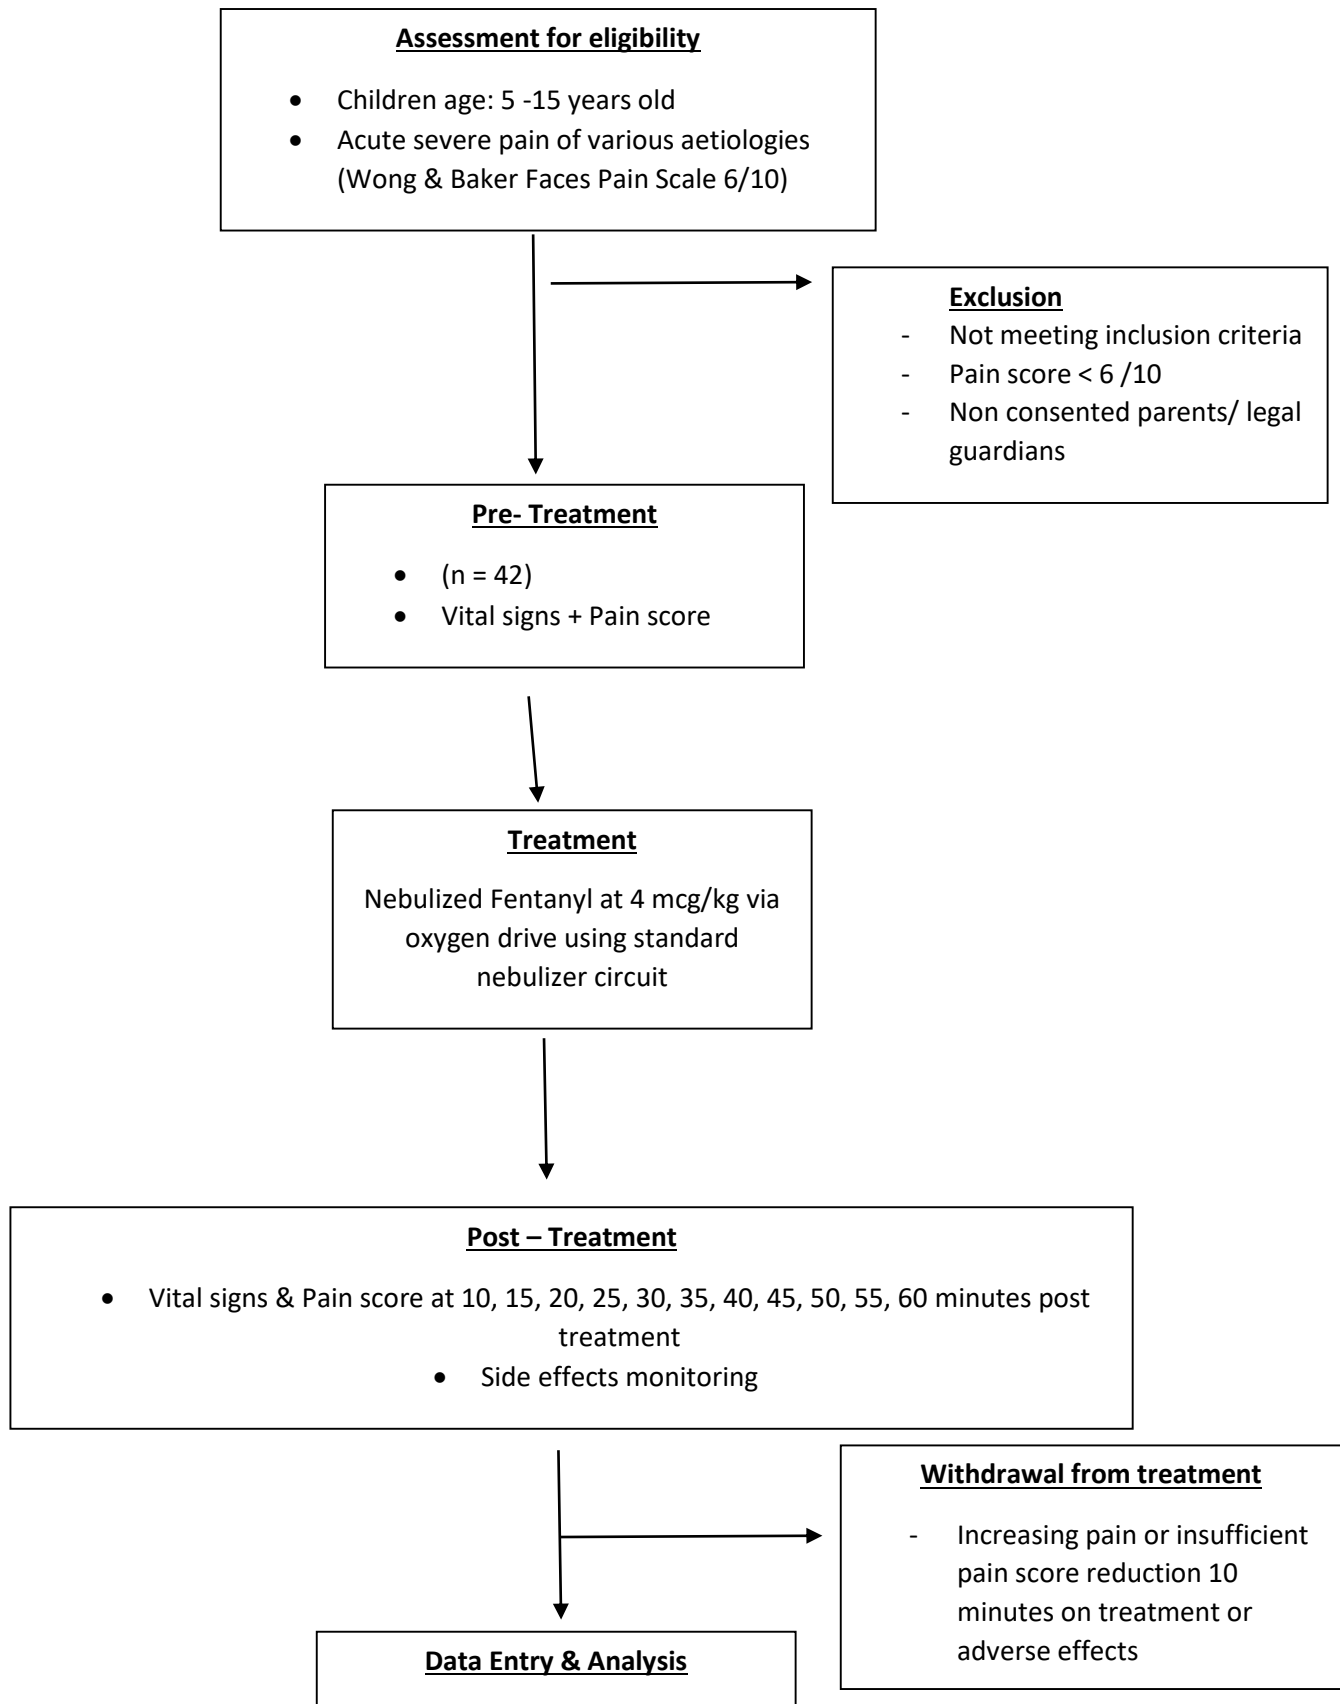 Assessment for eligibility
• Children age: 5 -15 years old
• Acute severe pain of various aetiologies
(Wong & Baker Faces Pain Scale 6/10)
Exclusion
- Not meeting inclusion criteria
- Pain score < 6 /10
- Non consented parents/ legal
guardians
Pre- Treatment
• (n = 42)
• Vital signs + Pain score
Treatment
Nebulized Fentanyl at 4 mcg/kg via
oxygen drive using standard
nebulizer circuit
Post – Treatment
• Vital signs & Pain score at 10, 15, 20, 25, 30, 35, 40, 45, 50, 55, 60 minutes post
treatment
• Side effects monitoring
Withdrawal from treatment
- Increasing pain or insufficient
pain score reduction 10
minutes on treatment or
adverse effects
Data Entry & Analysis